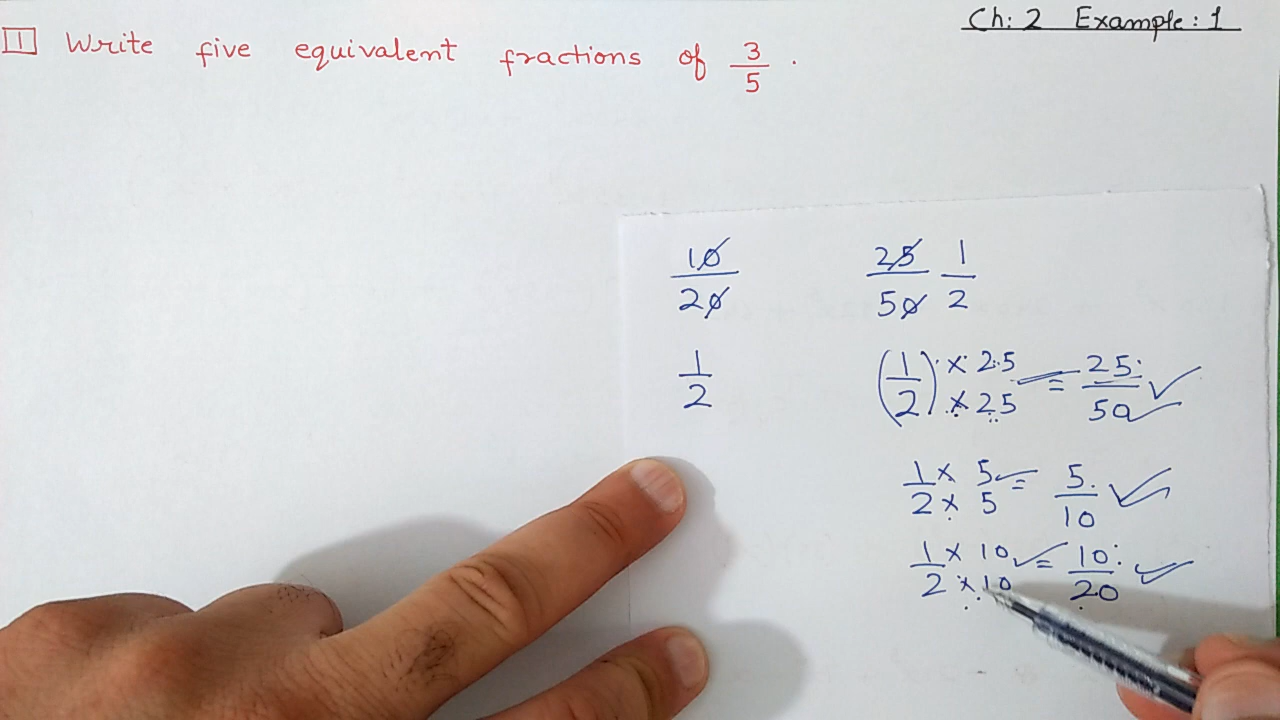 Ch: 2 Example: 1
1 Write five equivalent fractions of 3/5 .
10/20 25/50 1/2
1/2 (1/2) × 25 / × 25 = 25/50
1 × 5 / 2 × 5 = 5/10
1 × 10 / 2 × 10 = 10/20